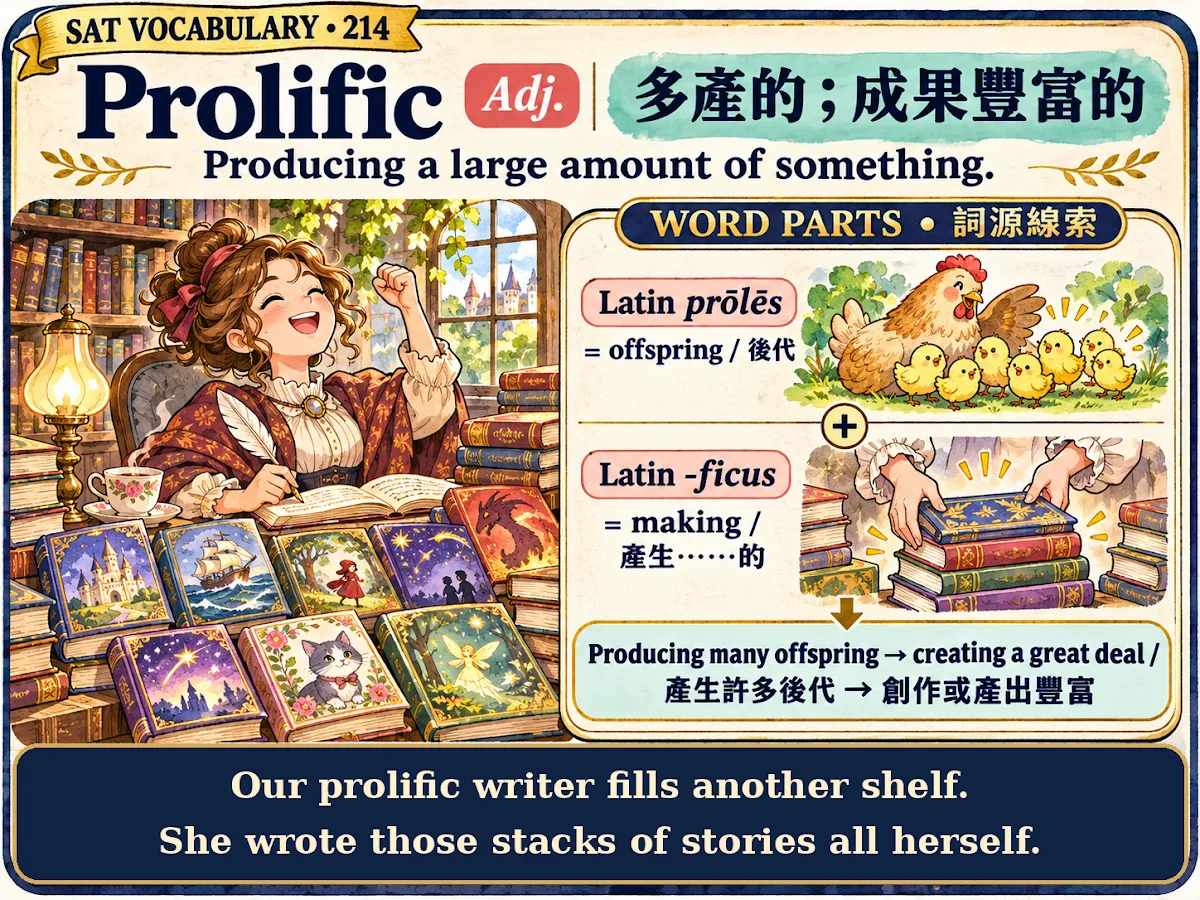 SAT VOCABULARY • 214
Prolific
Adj.
多產的；成果豐富的
Producing a large amount of something.
WORD PARTS • 詞源線索
Latin prōlēs
= offspring / 後代
+
Latin -ficus
= making /
產生……的
Producing many offspring → creating a great deal /
產生許多後代 → 創作或產出豐富
Our prolific writer fills another shelf.
She wrote those stacks of stories all herself.